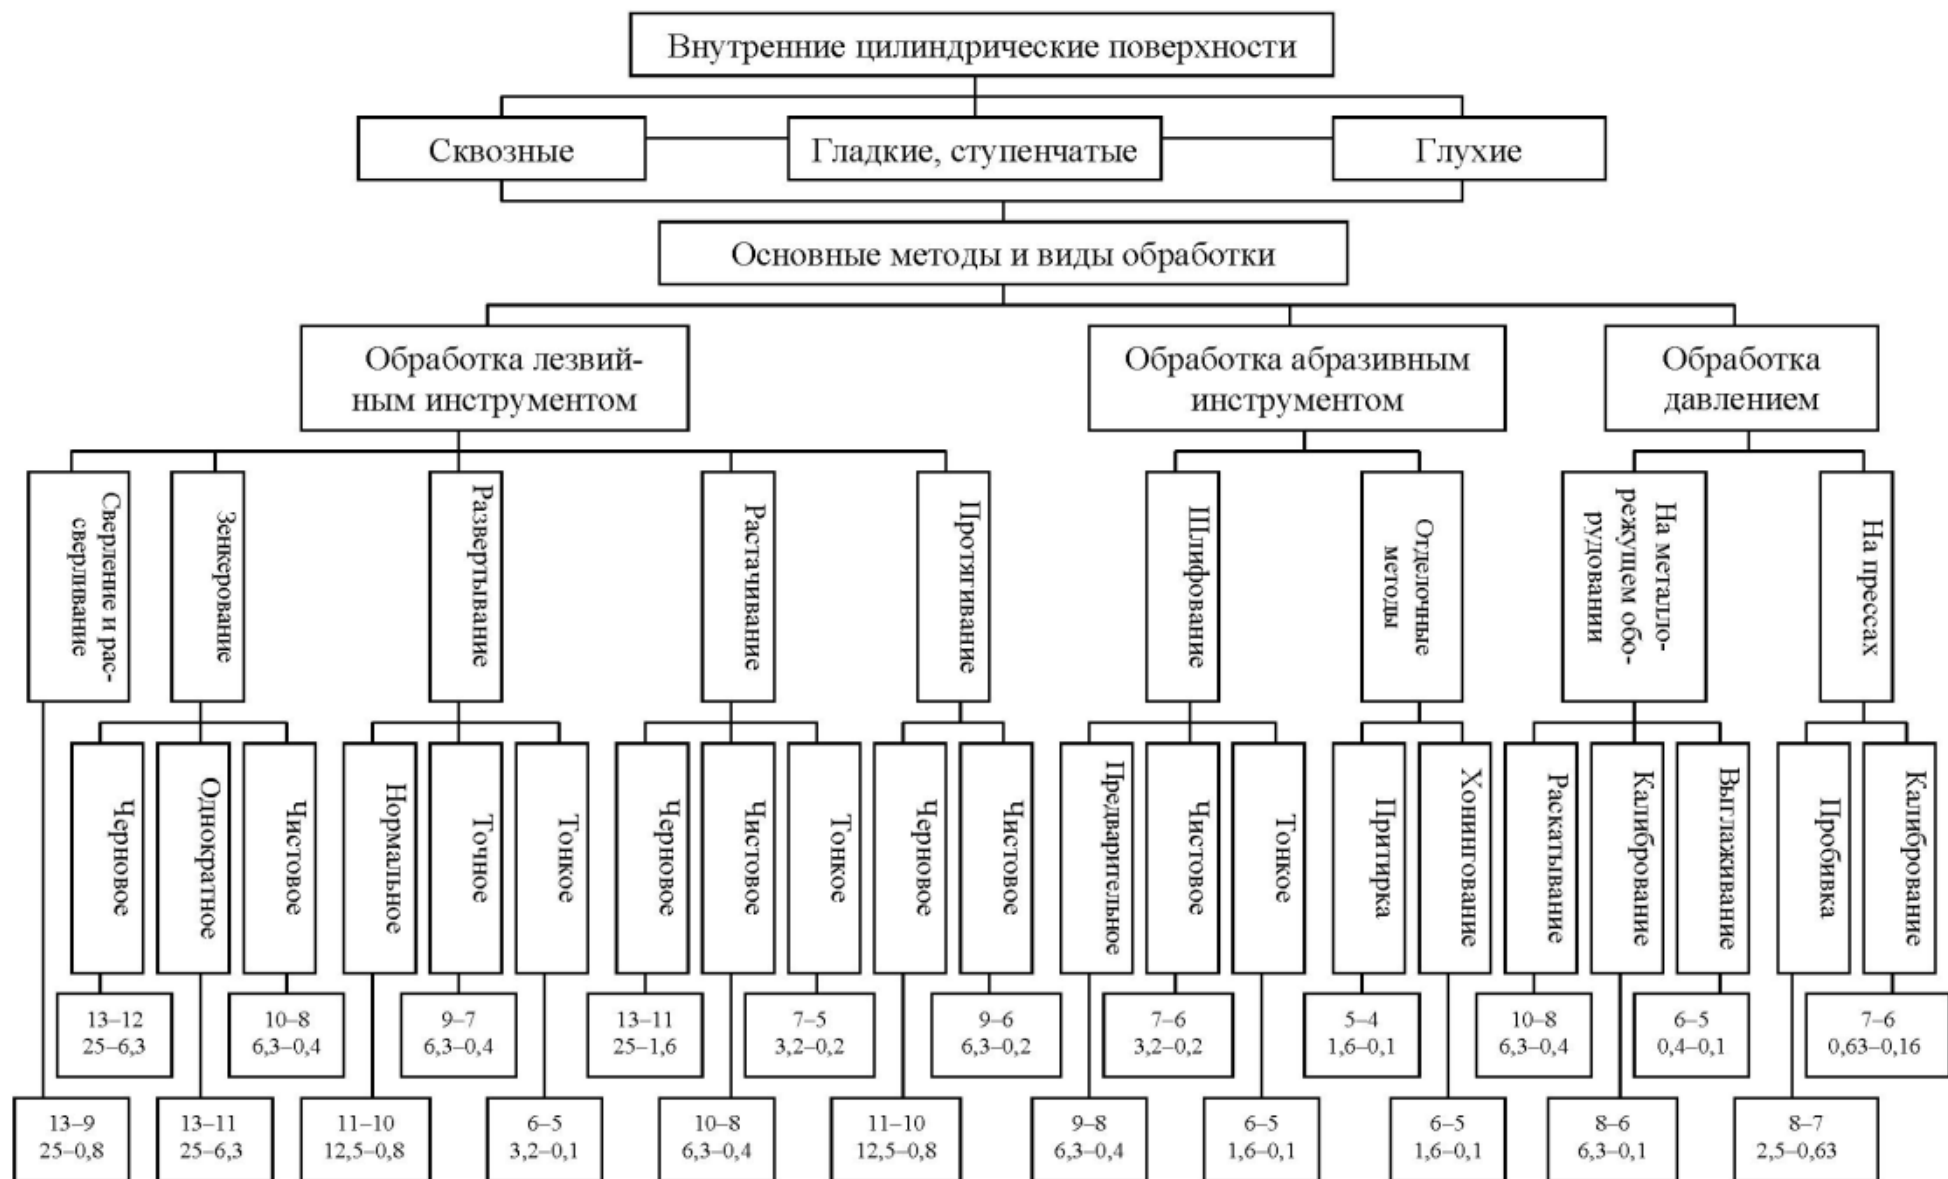 Внутренние цилиндрические поверхности
Сквозные
Гладкие, ступенчатые
Глухие
Основные методы и виды обработки
Обработка лезвий-
ным инструментом
Обработка абразивным
инструментом
Обработка
давлением
Сверление и рас-
сверливание
Зенкерование
Развертывание
Растачивание
Протягивание
Шлифование
Отделочные
методы
На металло-
режущем обо-
рудовании
На прессах
Черновое
Однократное
Чистовое
Нормальное
Точное
Тонкое
Черновое
Чистовое
Тонкое
Черновое
Чистовое
Предварительное
Чистовое
Тонкое
Притирка
Хонингование
Раскатывание
Калибрование
Выглаживание
Пробивка
Калибрование
13–12
25–6,3
10–8
6,3–0,4
9–7
6,3–0,4
13–11
25–1,6
7–5
3,2–0,2
9–6
6,3–0,2
7–6
3,2–0,2
5–4
1,6–0,1
10–8
6,3–0,4
6–5
0,4–0,1
7–6
0,63–0,16
13–9
25–0,8
13–11
25–6,3
11–10
12,5–0,8
6–5
3,2–0,1
10–8
6,3–0,4
11–10
12,5–0,8
9–8
6,3–0,4
6–5
1,6–0,1
6–5
1,6–0,1
8–6
6,3–0,1
8–7
2,5–0,63